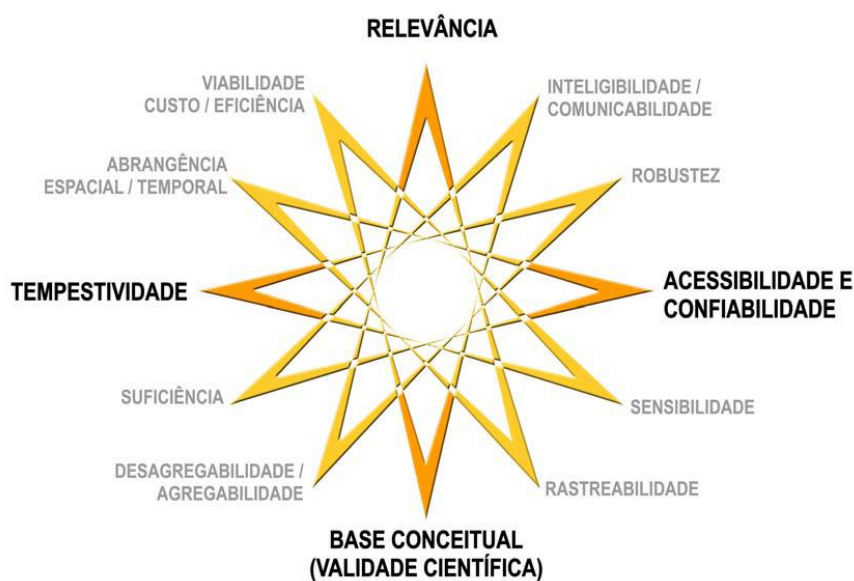 RELEVÂNCIA
VIABILIDADE
CUSTO / EFICIÊNCIA
INTELIGIBILIDADE /
COMUNICABILIDADE
ABRANGÊNCIA
ESPACIAL / TEMPORAL
ROBUSTEZ
TEMPESTIVIDADE
ACESSIBILIDADE E
CONFIABILIDADE
SUFICIÊNCIA
SENSIBILIDADE
DESAGREGABILIDADE /
AGREGABILIDADE
RASTREABILIDADE
BASE CONCEITUAL
(VALIDADE CIENTÍFICA)